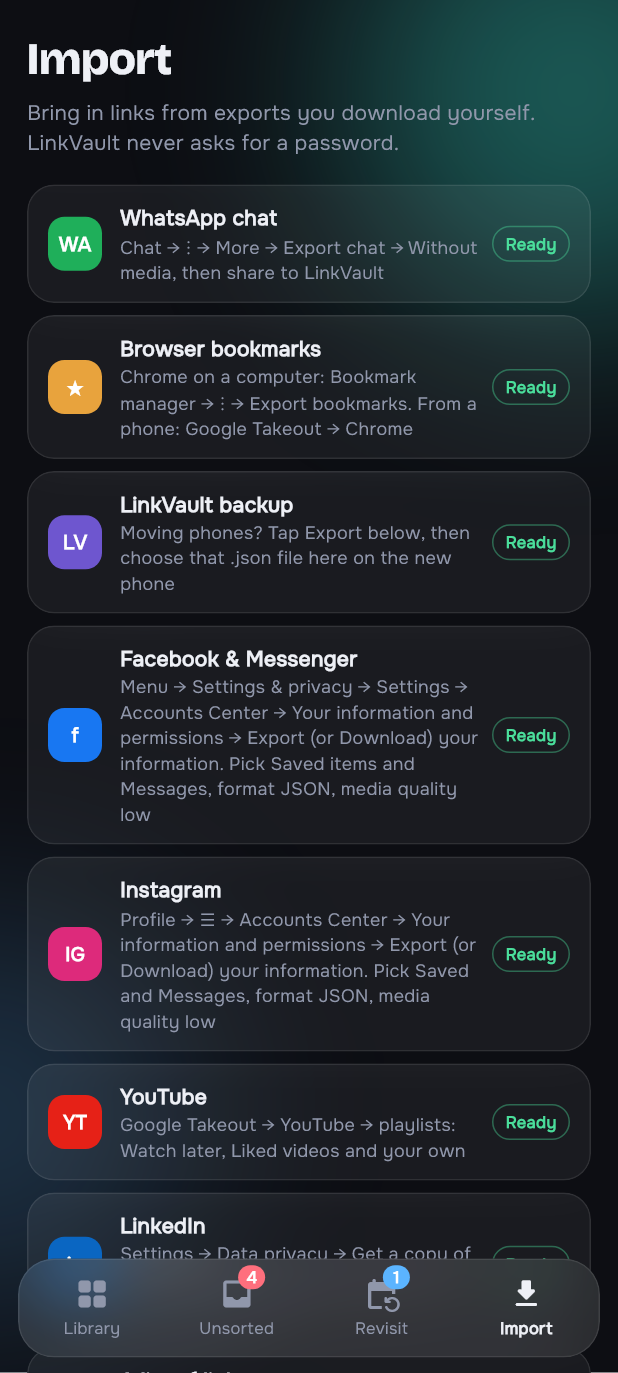 Import
Bring in links from exports you download yourself.
LinkVault never asks for a password.
WhatsApp chat
WA
Chat → ⋮ → More → Export chat → Without
media, then share to LinkVault
Ready
Browser bookmarks
★
Chrome on a computer: Bookmark
manager → ⋮ → Export bookmarks. From a
phone: Google Takeout → Chrome
Ready
LinkVault backup
LV
Moving phones? Tap Export below, then
choose that .json file here on the new
phone
Ready
Facebook & Messenger
f
Menu → Settings & privacy → Settings →
Accounts Center → Your information and
permissions → Export (or Download) your
information. Pick Saved items and
Messages, format JSON, media quality
low
Ready
Instagram
IG
Profile → ☰ → Accounts Center → Your
information and permissions → Export (or
Download) your information. Pick Saved
and Messages, format JSON, media
quality low
Ready
YouTube
YT
Google Takeout → YouTube → playlists:
Watch later, Liked videos and your own
Ready
LinkedIn
Settings → Data privacy → Get a copy of
4
1
Library
Unsorted
Revisit
Import